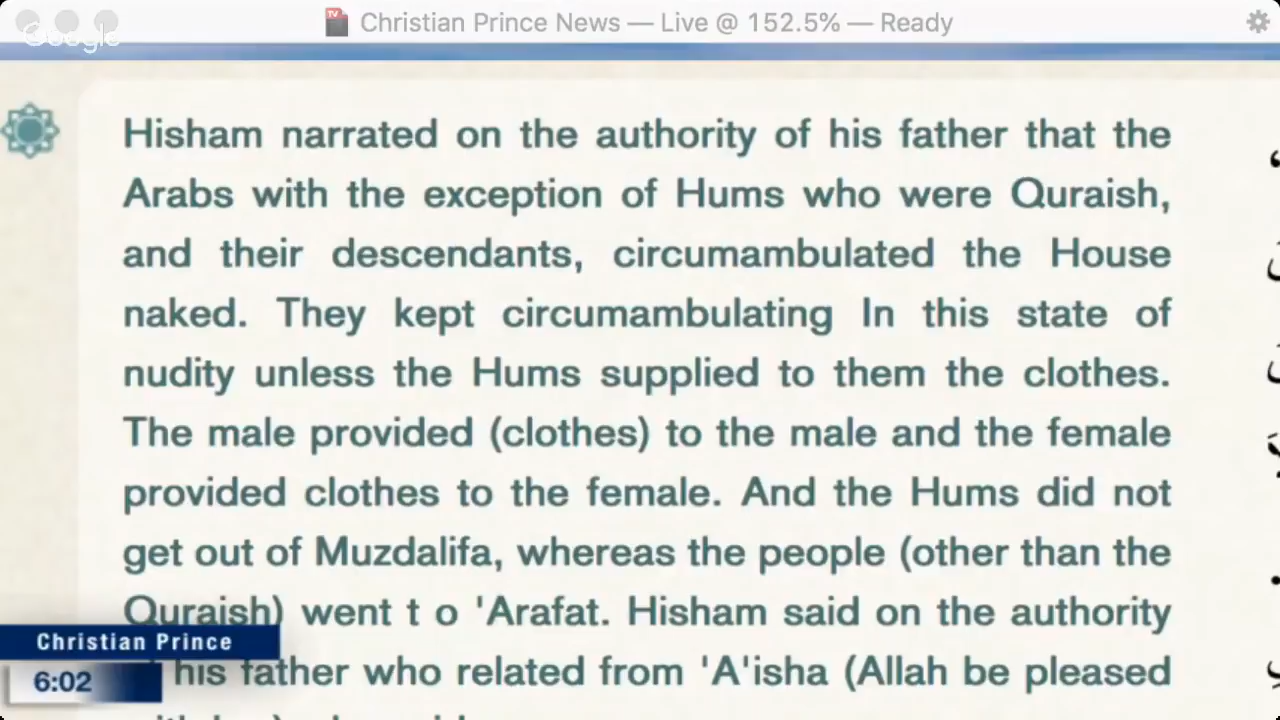 Christian Prince News — Live @ 152.5% — Ready
Google
TV
Hisham narrated on the authority of his father that the
Arabs with the exception of Hums who were Quraish,
and their descendants, circumambulated the House
naked. They kept circumambulating In this state of
nudity unless the Hums supplied to them the clothes.
The male provided (clothes) to the male and the female
provided clothes to the female. And the Hums did not
get out of Muzdalifa, whereas the people (other than the
Quraish) went t o 'Arafat. Hisham said on the authority
his father who related from 'A'isha (Allah be pleased
Christian Prince
6:02